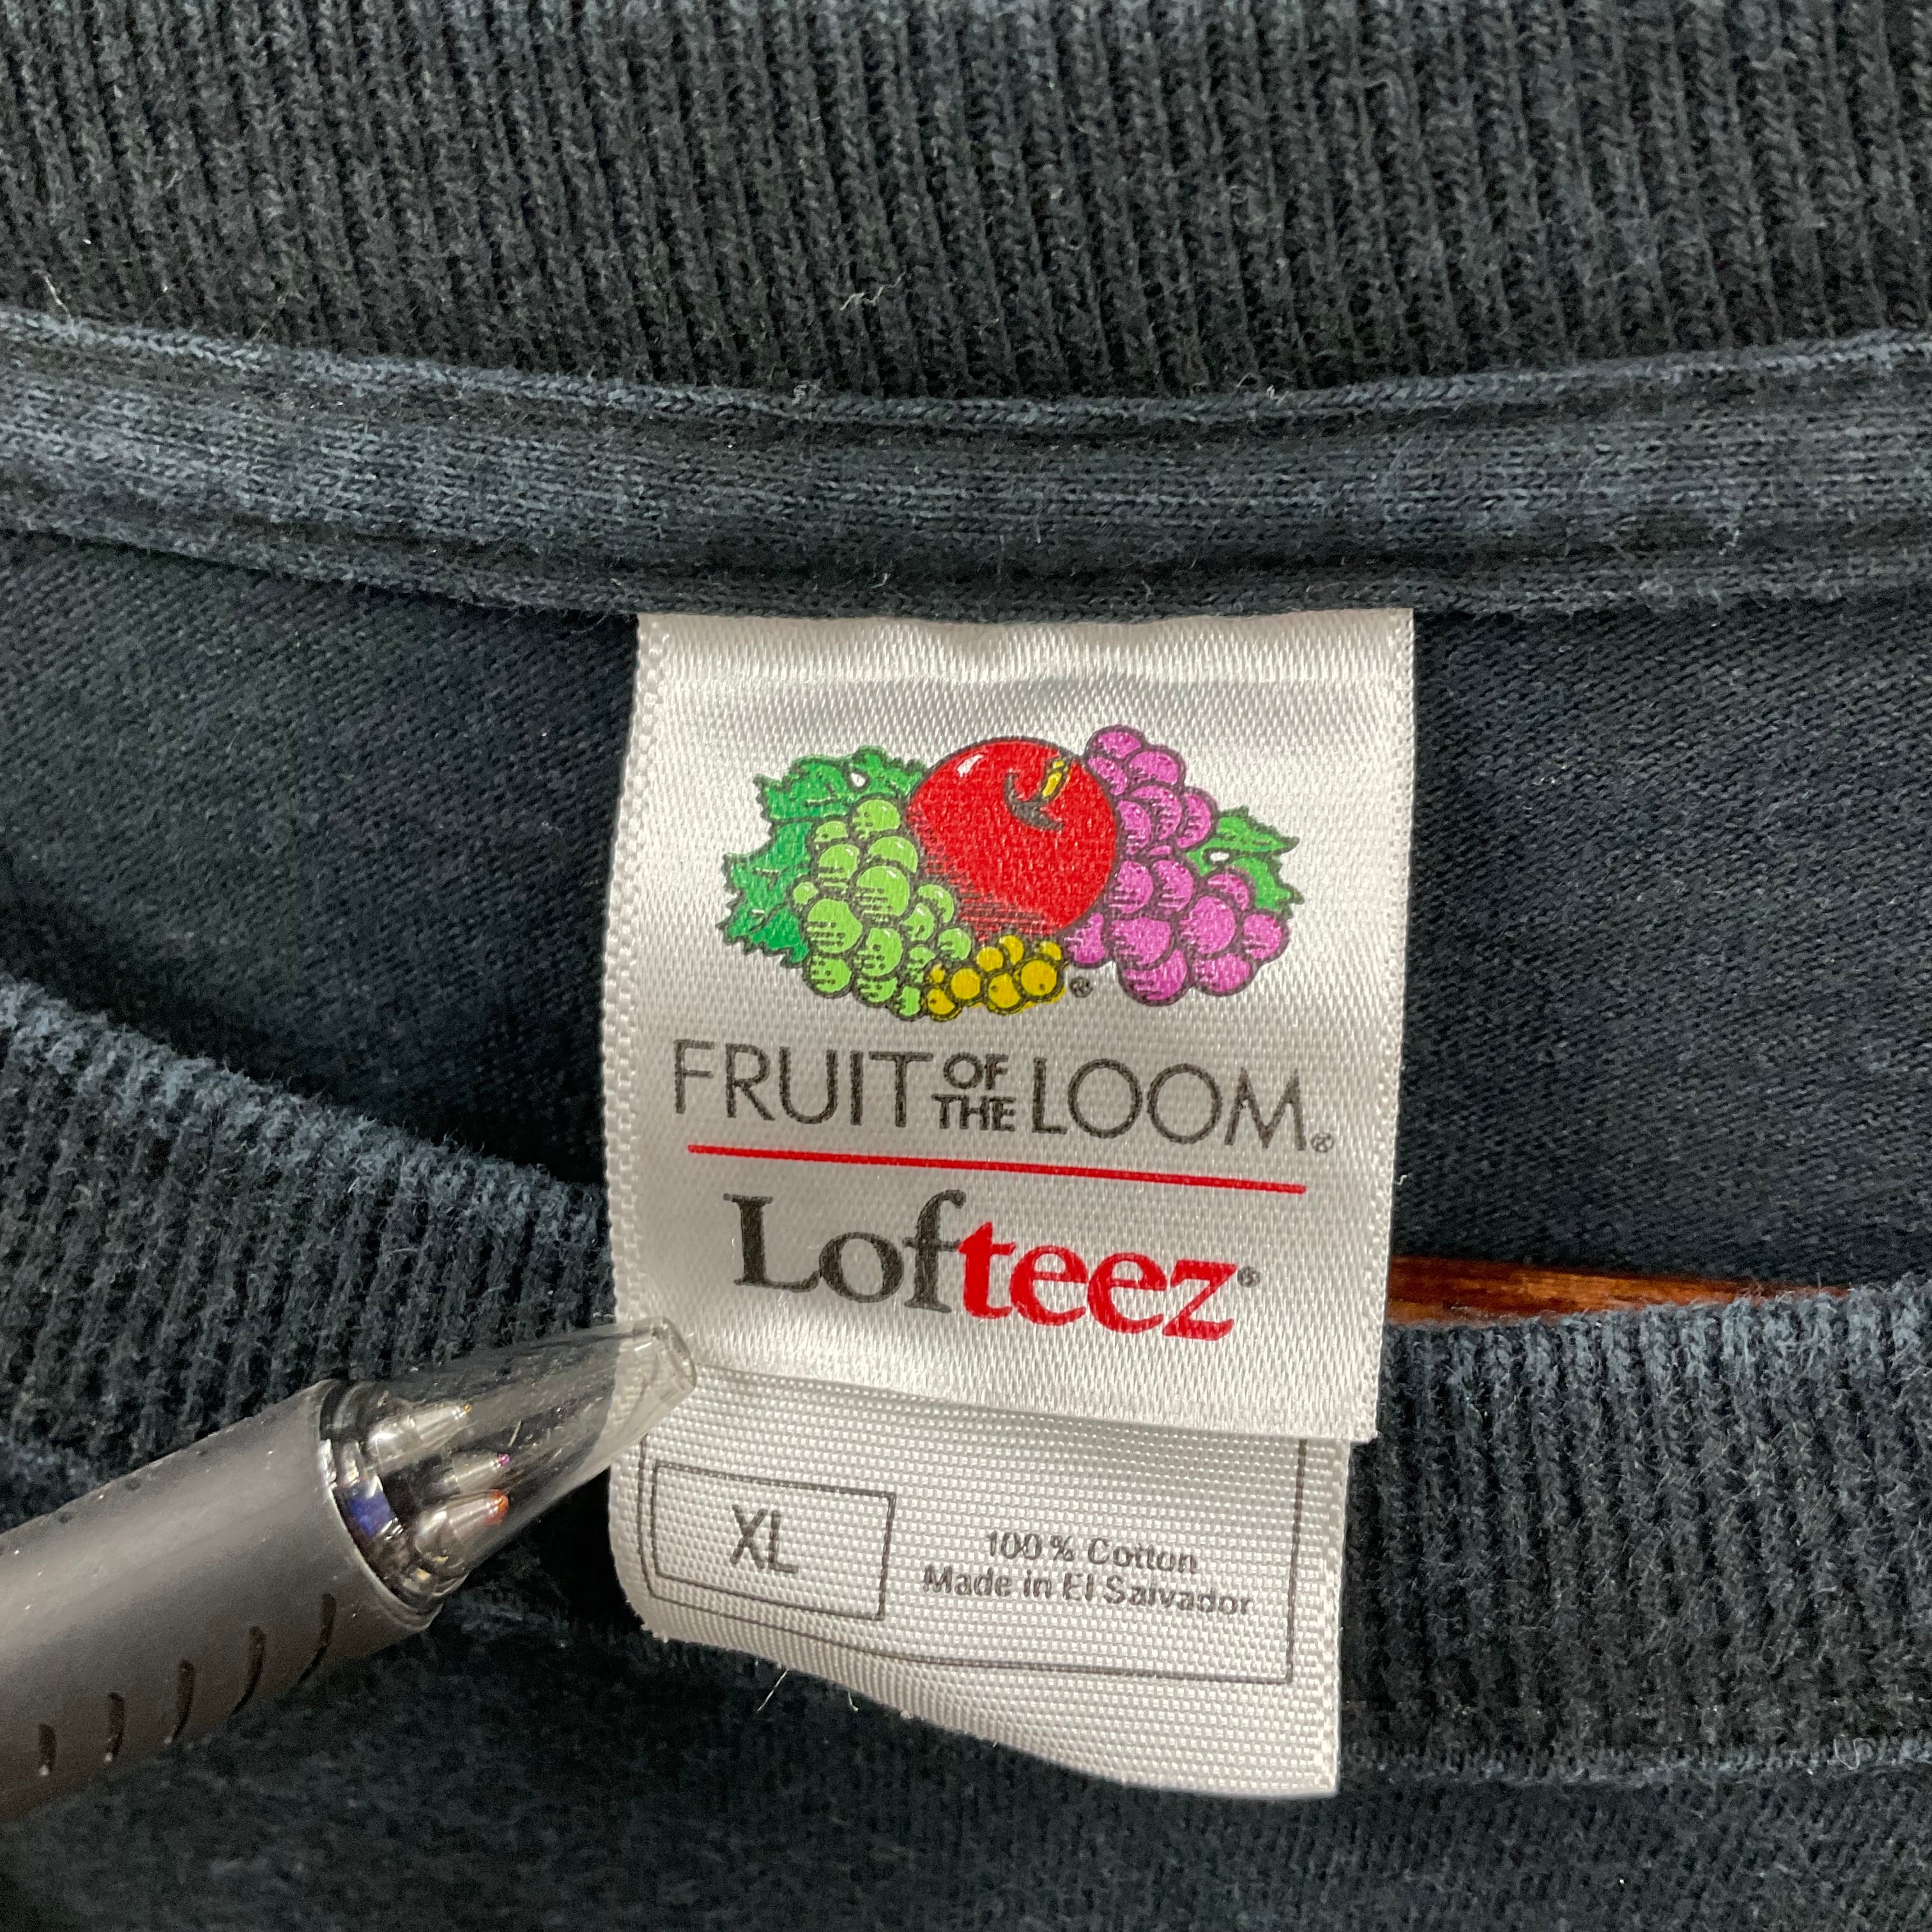 FRUIT OF THE LOOM®
Lofteez®
XL
100% Cotton
Made in El Salvador